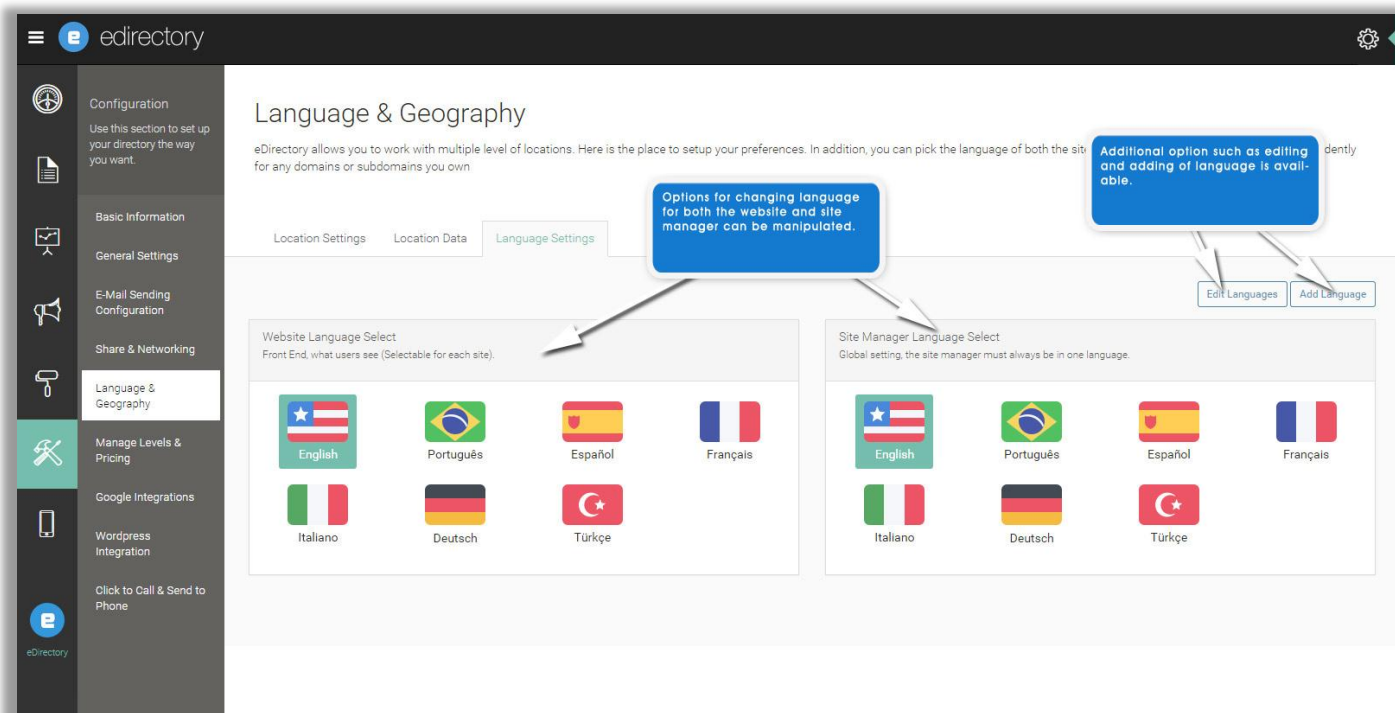 edirectory
Configuration
Use this section to set up
your directory the way
you want.
Basic Information
General Settings
E-Mail Sending
Configuration
Share & Networking
Language &
Geography
Manage Levels &
Pricing
Google Integrations
Wordpress
Integration
Click to Call & Send to
Phone
eDirectory
Language & Geography
eDirectory allows you to work with multiple level of locations. Here is the place to setup your preferences. In addition, you can pick the language of both the
for any domains or subdomains you own
Additional option such as editing
and adding of language is avail-
able.
Options for changing language
for both the website and site
manager can be manipulated.
Location Settings
Location Data
Language Settings
Edit Languages
Add Language
Website Language Select
Front End, what users see (Selectable for each site).
English
Português
Español
Français
Italiano
Deutsch
Türkçe
Site Manager Language Select
Global setting, the site manager must always be in one language.
English
Português
Español
Français
Italiano
Deutsch
Türkçe